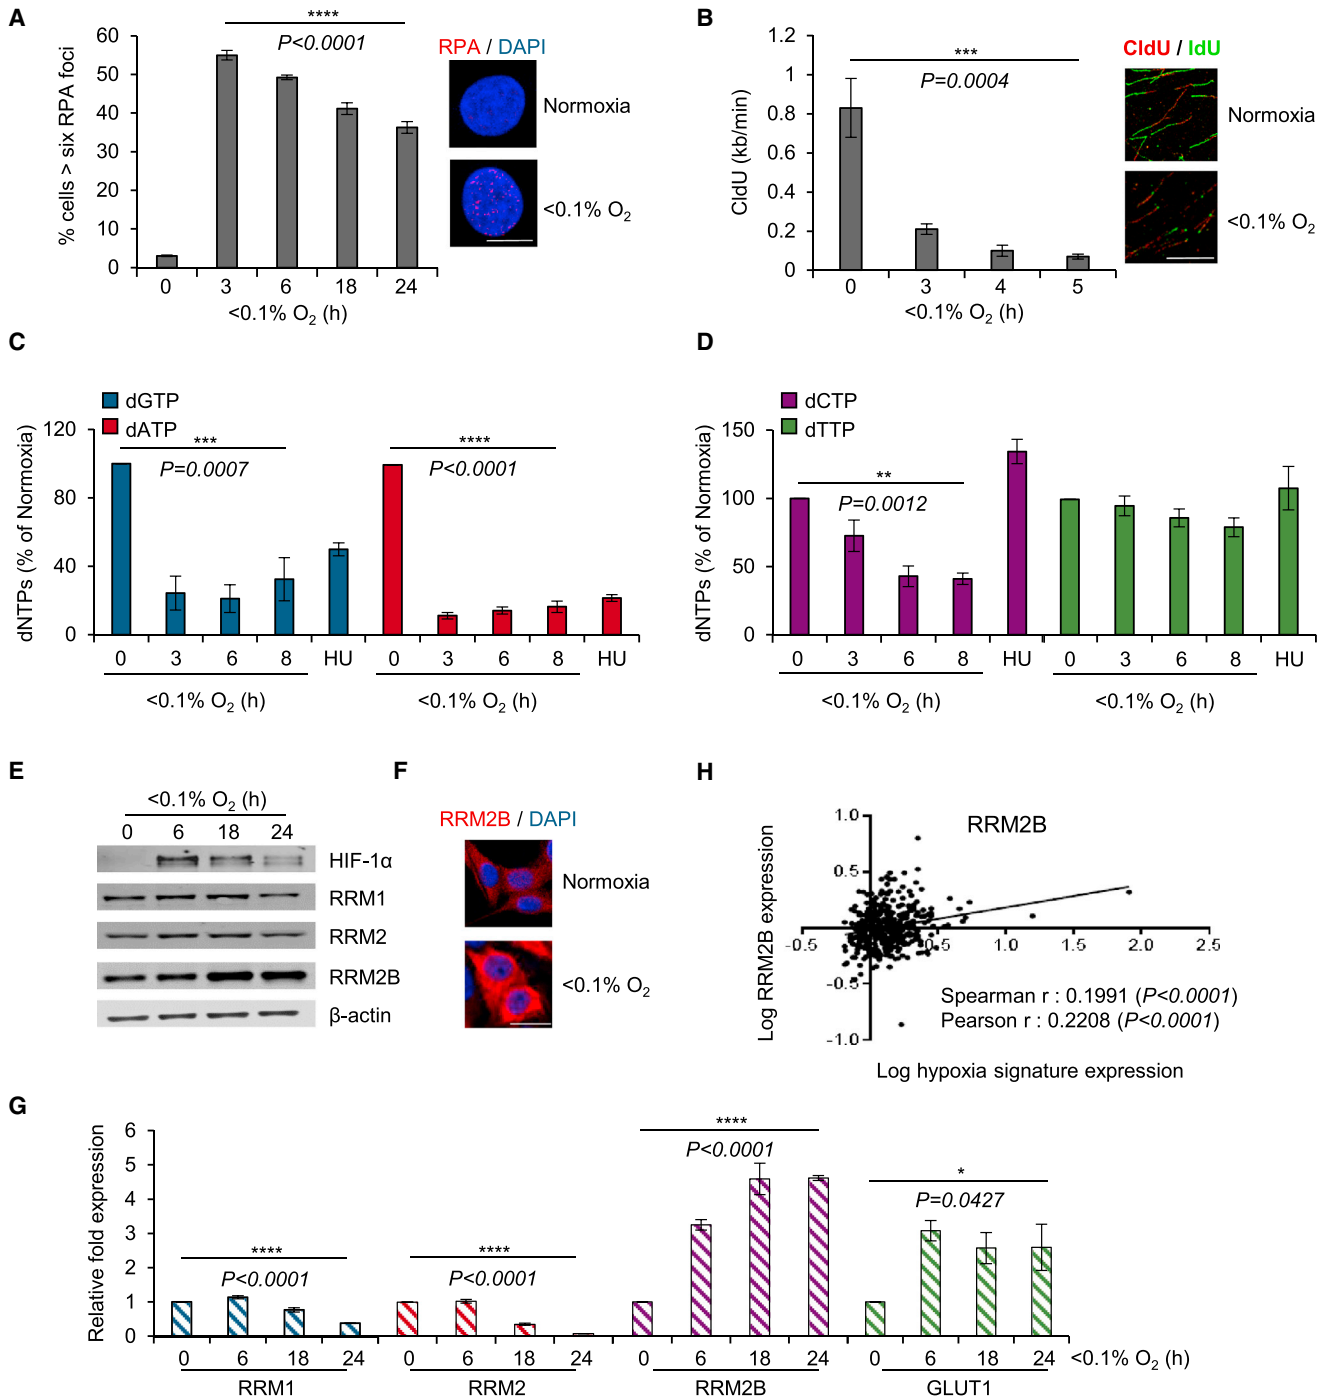 A
****
P<0.0001
% cells > six RPA foci
60
50
40
30
20
10
0
0 3 6 18 24
<0.1% O2 (h)
RPA / DAPI
Normoxia
<0.1% O2
B
***
P=0.0004
CldU (kb/min)
1.2
1
0.8
0.6
0.4
0.2
0
0 3 4 5
<0.1% O2 (h)
CldU / IdU
Normoxia
<0.1% O2
C
dGTP
dATP
dNTPs (% of Normoxia)
120
80
40
0
***
P=0.0007
****
P<0.0001
0 3 6 8 HU 0 3 6 8 HU
<0.1% O2 (h) <0.1% O2 (h)
D
dCTP
dTTP
dNTPs (% of Normoxia)
150
100
50
0
**
P=0.0012
0 3 6 8 HU 0 3 6 8 HU
<0.1% O2 (h) <0.1% O2 (h)
E
<0.1% O2 (h)
0 6 18 24
HIF-1α
RRM1
RRM2
RRM2B
β-actin
F
RRM2B / DAPI
Normoxia
<0.1% O2
H
RRM2B
Log RRM2B expression
1.0
0.5
-0.5
-1.0
-0.5 0.5 1.0 1.5 2.0 2.5
Spearman r : 0.1991 (P<0.0001)
Pearson r : 0.2208 (P<0.0001)
Log hypoxia signature expression
G
Relative fold expression
6
5
4
3
2
1
0
****
P<0.0001
****
P<0.0001
****
P<0.0001
*
P=0.0427
0 6 18 24 0 6 18 24 0 6 18 24 0 6 18 24 <0.1% O2 (h)
RRM1 RRM2 RRM2B GLUT1